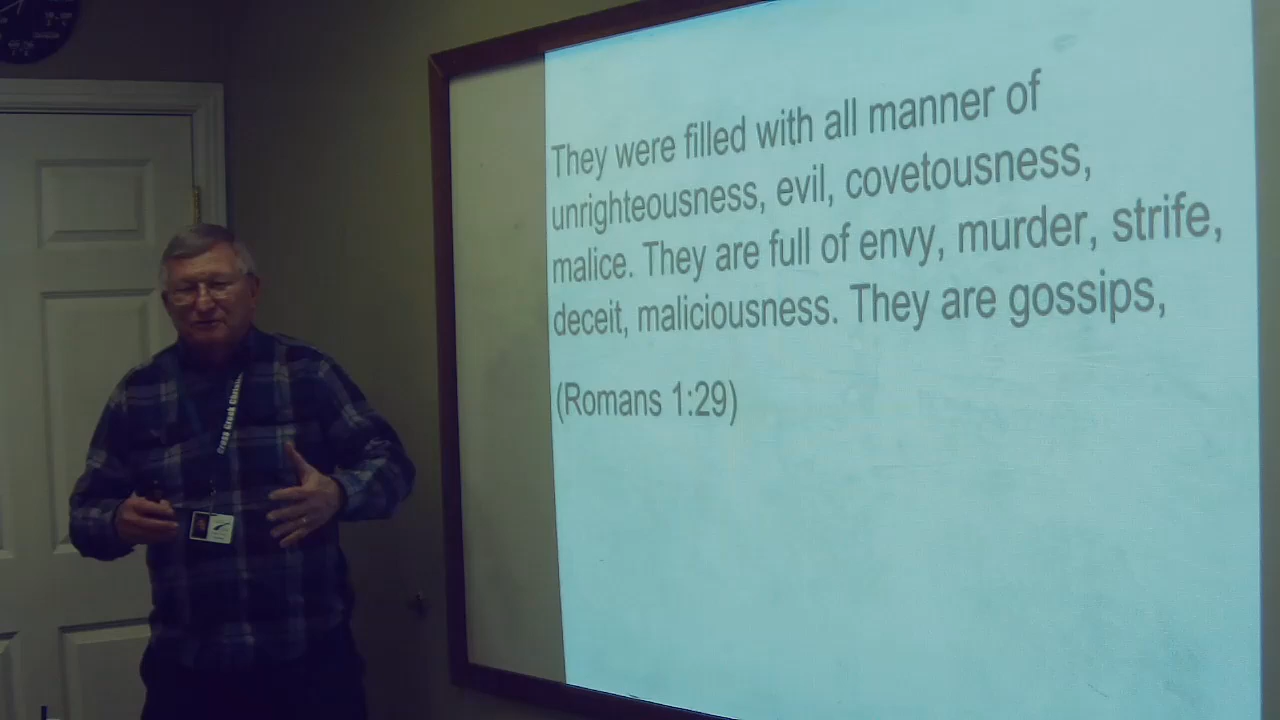 They were filled with all manner of
unrighteousness, evil, covetousness,
malice. They are full of envy, murder, strife,
deceit, maliciousness. They are gossips,
(Romans 1:29)